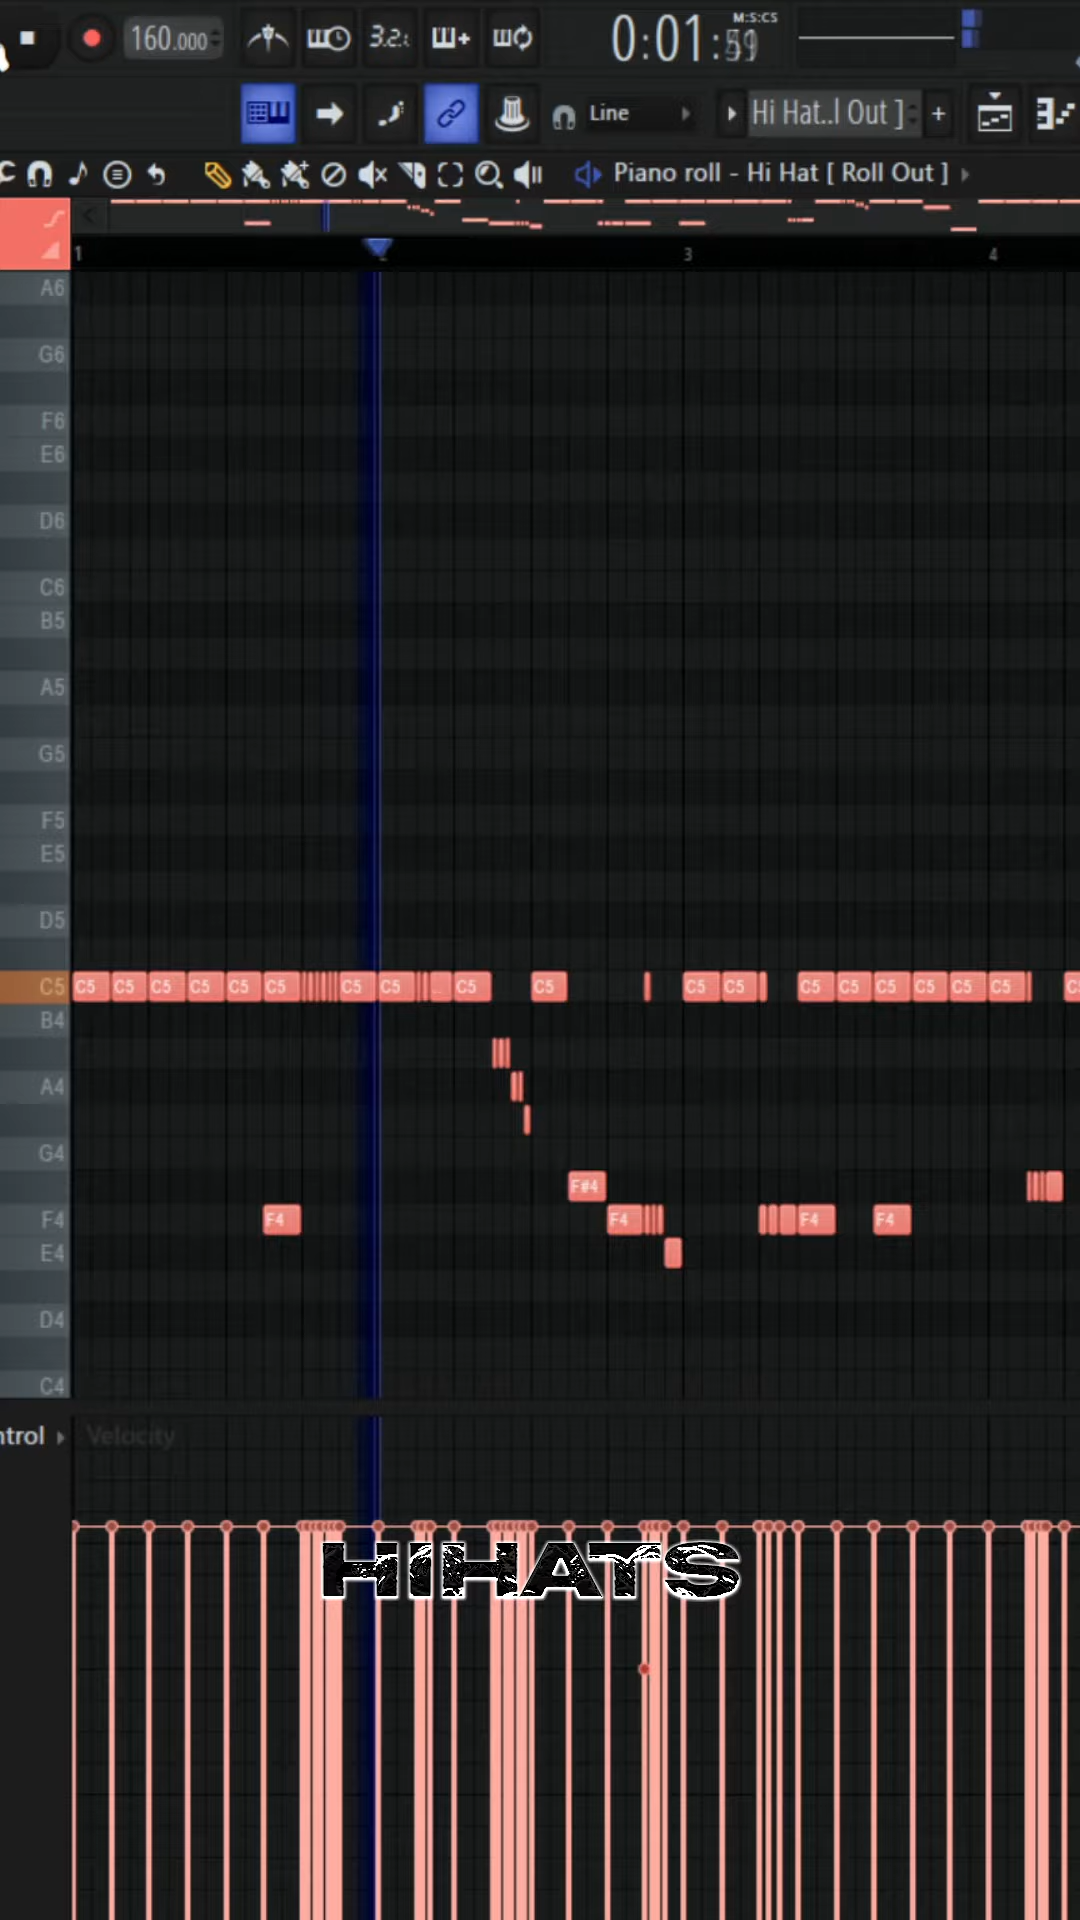 160.000
3.2.
0:01:59
M:S:CS
Line
Hi Hat..l Out ]
Piano roll - Hi Hat [ Roll Out ]
1
3
4
A6
G6
F6
E6
D6
C6
B5
A5
G5
F5
E5
D5
C5 C5 C5 C5 C5 C5 C5 C5 C5 C5 C5 C5 C5 C5 C5 C5 C5 C5 C5
B4
A4
G4
F#4
F4 F4 F4 F4 F4
E4
D4
C4
ntrol
Velocity
HIHATS